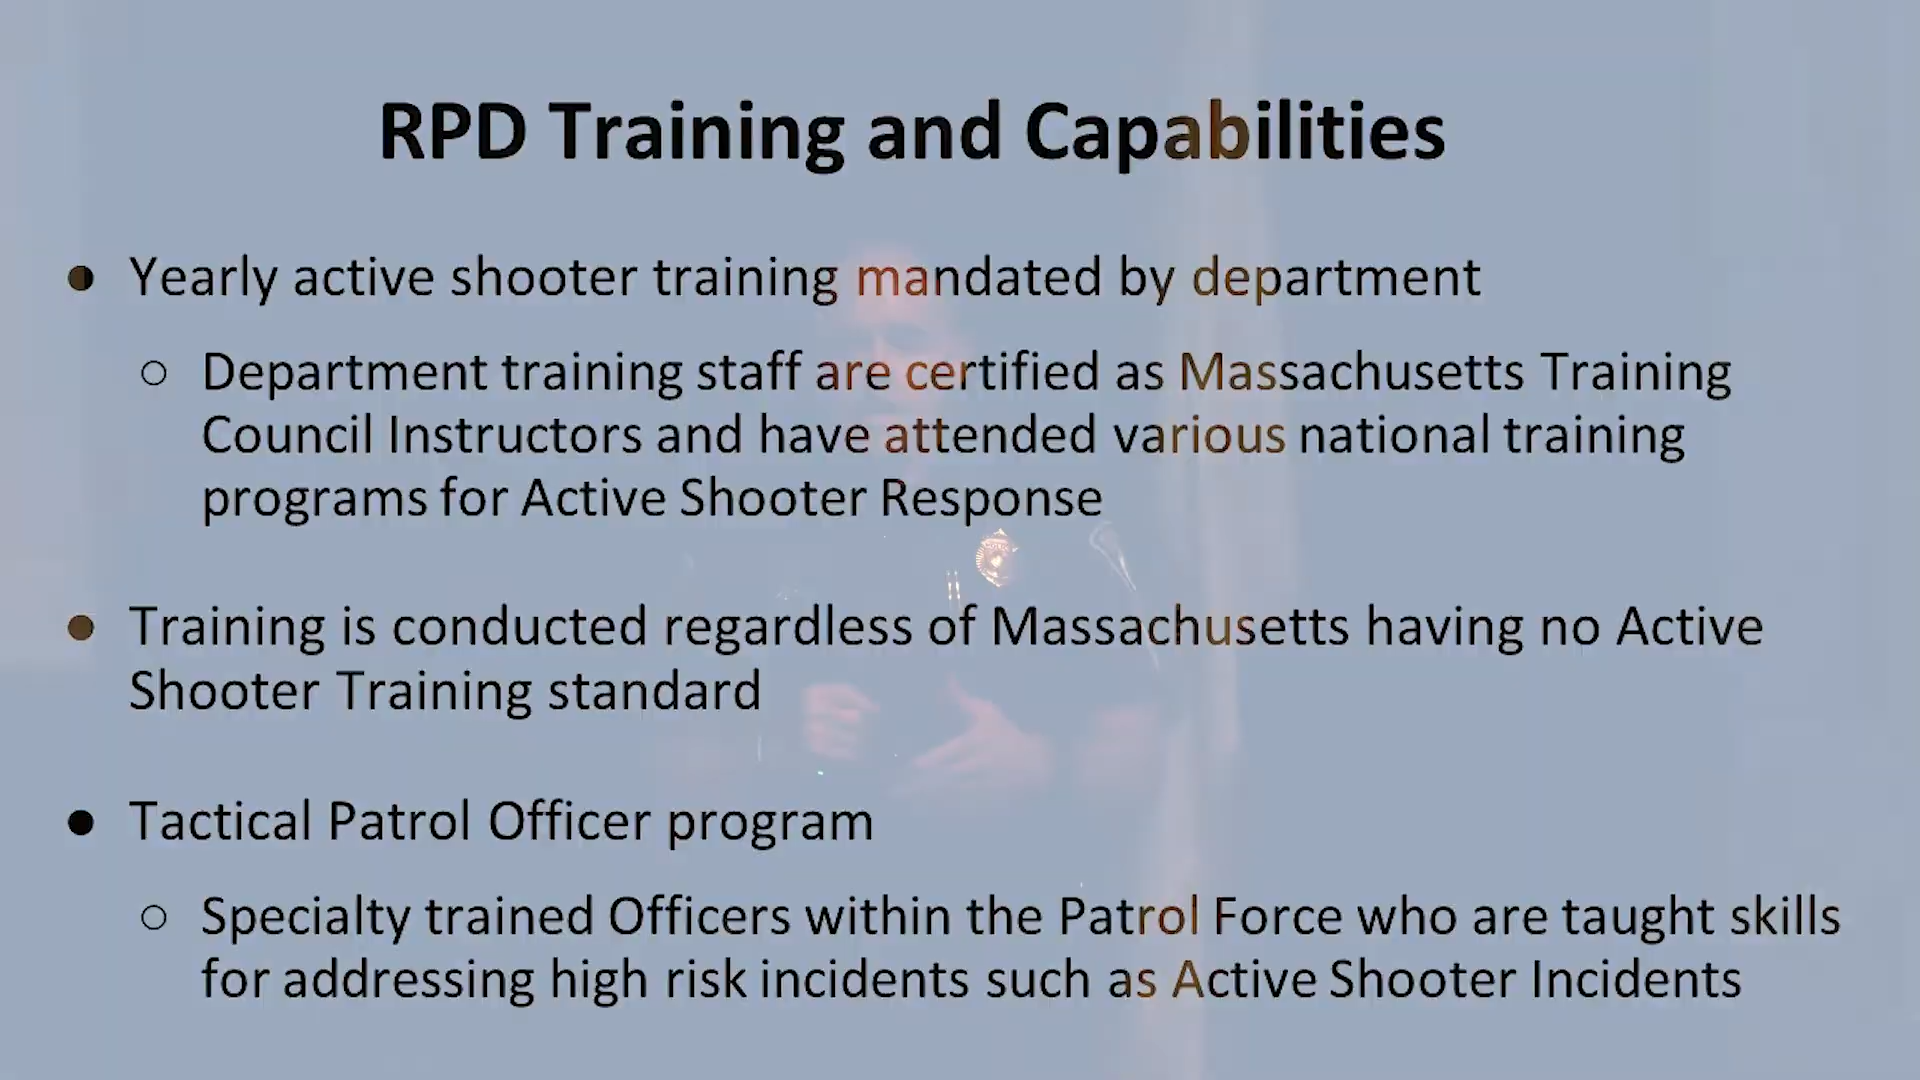 RPD Training and Capabilities
● Yearly active shooter training mandated by department
○ Department training staff are certified as Massachusetts Training
Council Instructors and have attended various national training
programs for Active Shooter Response
● Training is conducted regardless of Massachusetts having no Active
Shooter Training standard
● Tactical Patrol Officer program
○ Specialty trained Officers within the Patrol Force who are taught skills
for addressing high risk incidents such as Active Shooter Incidents